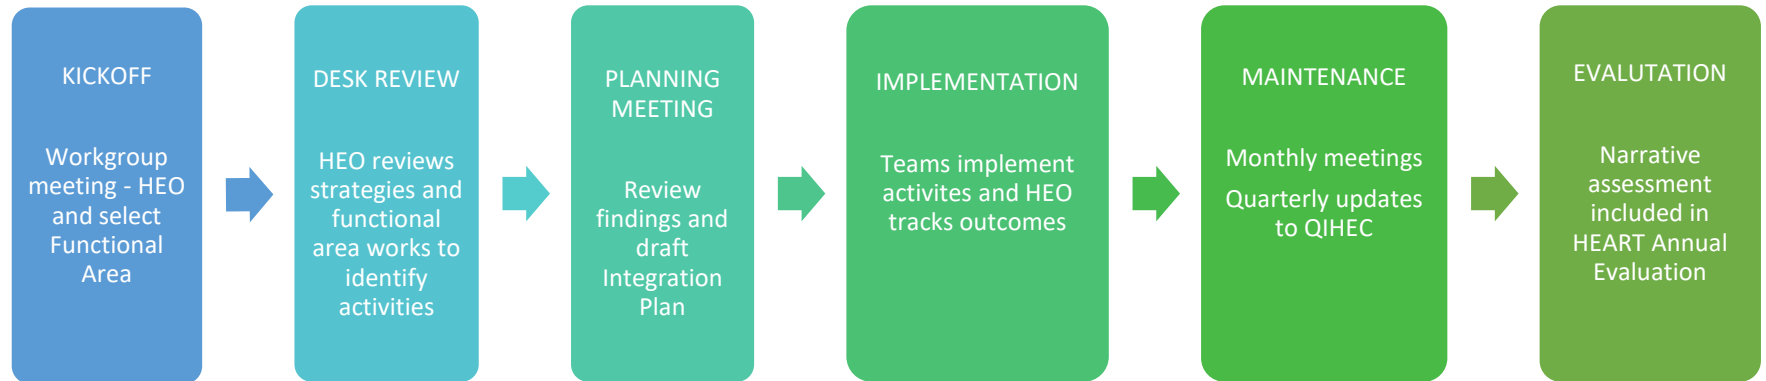 KICKOFF
Workgroup
meeting - HEO
and select
Functional
Area
DESK REVIEW
HEO reviews
strategies and
functional
area works to
identify
activities
PLANNING
MEETING
Review
findings and
draft
Integration
Plan
IMPLEMENTATION
Teams implement
activites and HEO
tracks outcomes
MAINTENANCE
Monthly meetings
Quarterly updates
to QIHEC
EVALUTATION
Narrative
assessment
included in
HEART Annual
Evaluation